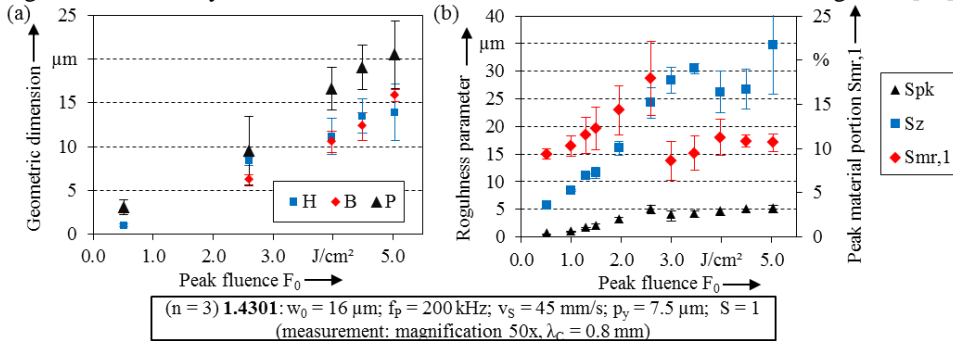 (a)
Geometric dimension
25
µm
15
10
5
0
H B P
0.0 1.0 2.0 3.0 J/cm² 5.0
Peak fluence F₀
(b)
Roguhness parameter
40
µm
30
25
20
15
10
5
0
25
%
15
10
5
0
Peak material portion Smr,1
0.0 1.0 2.0 3.0 J/cm² 5.0
Peak fluence F₀
Spk
Sz
Smr,1
(n = 3) 1.4301: w₀ = 16 µm; fₚ = 200 kHz; vₛ = 45 mm/s; pᵧ = 7.5 µm; S = 1
(measurement: magnification 50x, λ_C = 0.8 mm)